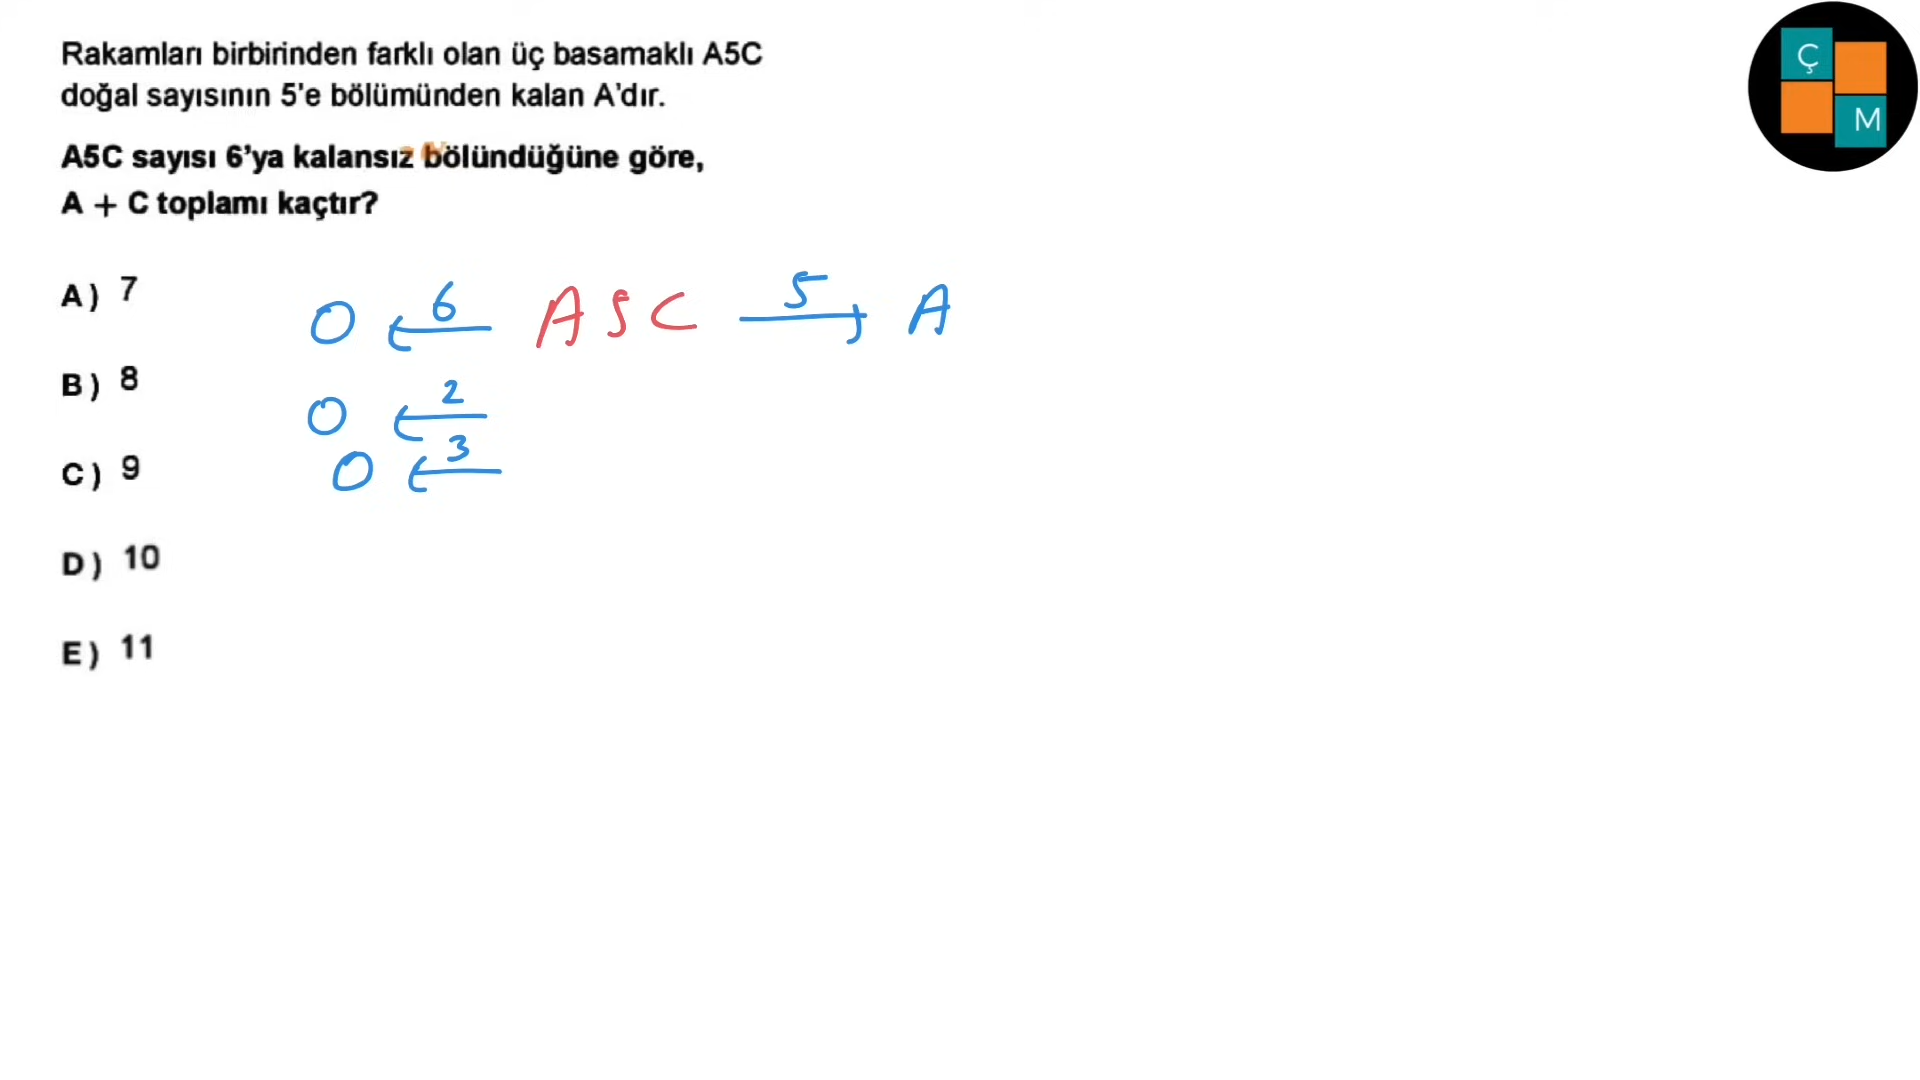 Rakamları birbirinden farklı olan üç basamaklı A5C
doğal sayısının 5'e bölümünden kalan A'dır.
A5C sayısı 6'ya kalansız bölündüğüne göre,
A + C toplamı kaçtır?
A) 7
B) 8
C) 9
D) 10
E) 11
0 6 A5C 5 A
0 2
0 3
Ç
M